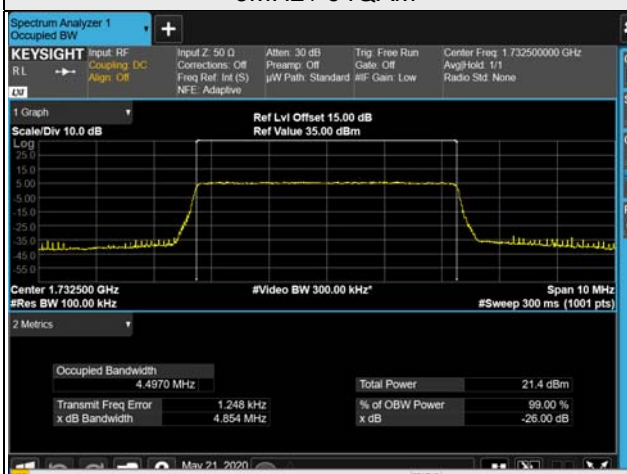 Spectrum Analyzer 1
Occupied BW
+
KEYSIGHT Input: RF Input Z: 50 Ω Atten: 30 dB Trig: Free Run Center Freq: 1.732500000 GHz
RL Coupling: DC Corrections: Off Preamp: Off Gate: Off Avg|Hold: 1/1
Align: Off Freq Ref: Int (S) µW Path: Standard #IF Gain: Low Radio Std: None
LXI NFE: Adaptive
1 Graph
Ref Lvl Offset 15.00 dB
Scale/Div 10.0 dB Ref Value 35.00 dBm
Log
25.0
15.0
5.00
-5.00
-15.0
-25.0
-35.0
-45.0
-55.0
Center 1.732500 GHz #Video BW 300.00 kHz* Span 10 MHz
#Res BW 100.00 kHz #Sweep 300 ms (1001 pts)
2 Metrics
Occupied Bandwidth
4.4970 MHz Total Power 21.4 dBm
Transmit Freq Error 1.248 kHz % of OBW Power 99.00 %
x dB Bandwidth 4.854 MHz x dB -26.00 dB
May 21, 2020